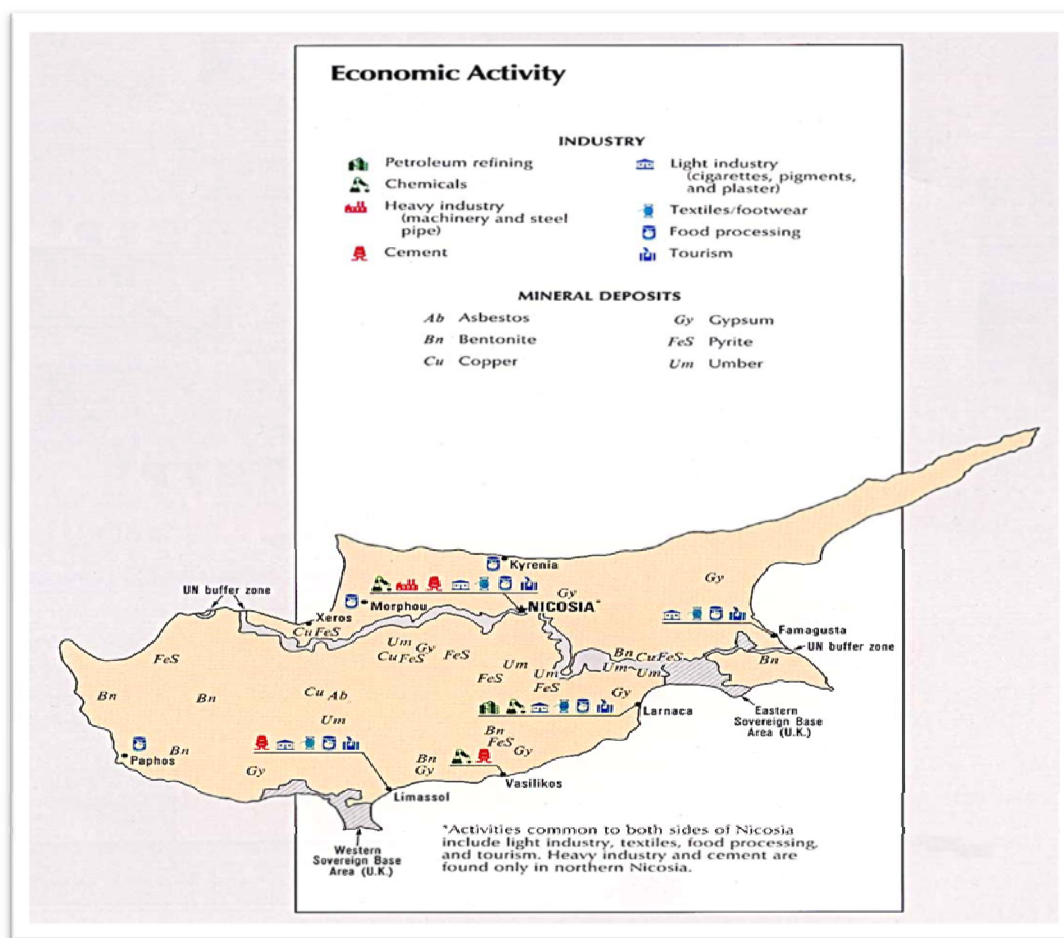 Economic Activity
INDUSTRY
Petroleum refining
Chemicals
Heavy industry
(machinery and steel
pipe)
Cement
Light industry
(cigarettes, pigments,
and plaster)
Textiles/footwear
Food processing
Tourism
MINERAL DEPOSITS
Ab Asbestos
Bn Bentonite
Cu Copper
Gy Gypsum
FeS Pyrite
Um Umber
Kyrenia
Gy
Gy
UN buffer zone
Morphou
NICOSIA*
Xeros
Cu FeS
Famagusta
UN buffer zone
Um
Gy
Cu FeS
FeS
FeS
Um
FeS
Um
FeS
Bn
Cu FeS
Um
Um
Bn
Bn
Bn
Cu Ab
Um
Gy
Larnaca
Eastern
Sovereign Base
Area (U.K.)
Bn
FeS
Gy
Paphos
Bn
Gy
Bn
Gy
Vasilikos
Limassol
Western
Sovereign Base
Area (U.K.)
*Activities common to both sides of Nicosia
include light industry, textiles, food processing,
and tourism. Heavy industry and cement are
found only in northern Nicosia.